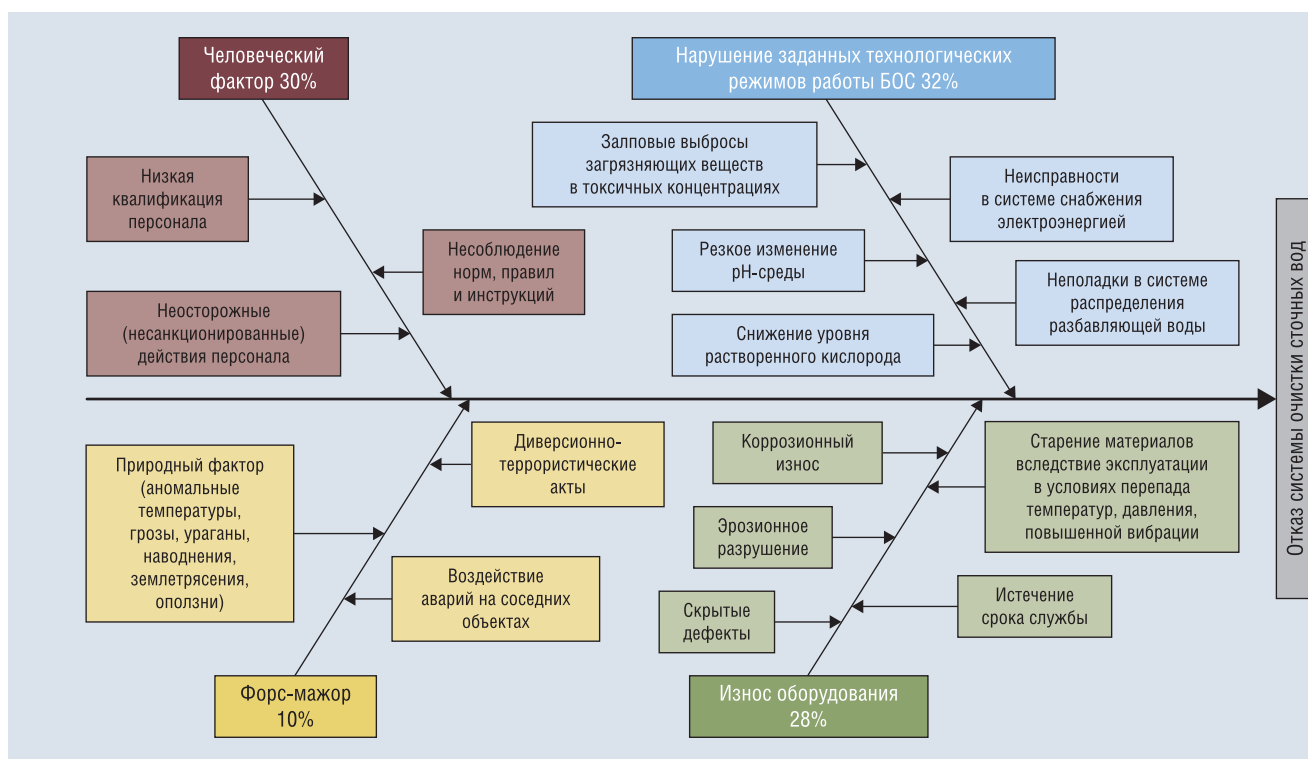 Человеческий
фактор 30%
Нарушение заданных технологических
режимов работы БОС 32%
Низкая
квалификация
персонала
Несоблюдение
норм, правил
и инструкций
Неосторожные
(несанкционированные)
действия персонала
Залповые выбросы
загрязняющих веществ
в токсичных концентрациях
Неисправности
в системе снабжения
электроэнергией
Резкое изменение
pH-среды
Неполадки в системе
распределения
разбавляющей воды
Снижение уровня
растворенного кислорода
Отказ системы очистки сточных вод
Природный фактор
(аномальные
температуры,
грозы, ураганы,
наводнения,
землетрясения,
оползни)
Диверсионно-
террористические
акты
Воздействие
аварий на соседних
объектах
Коррозионный
износ
Старение материалов
вследствие эксплуатации
в условиях перепада
температур, давления,
повышенной вибрации
Эрозионное
разрушение
Скрытые
дефекты
Истечение
срока службы
Форс-мажор
10%
Износ оборудования
28%